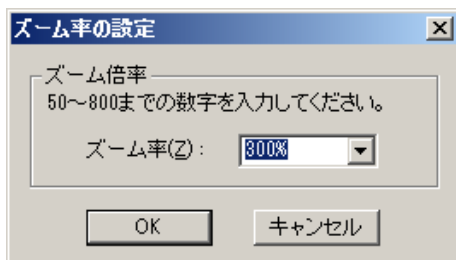 ズーム率の設定
ズーム倍率
50～800までの数字を入力してください。
ズーム率(Z)： 300%
OK キャンセル